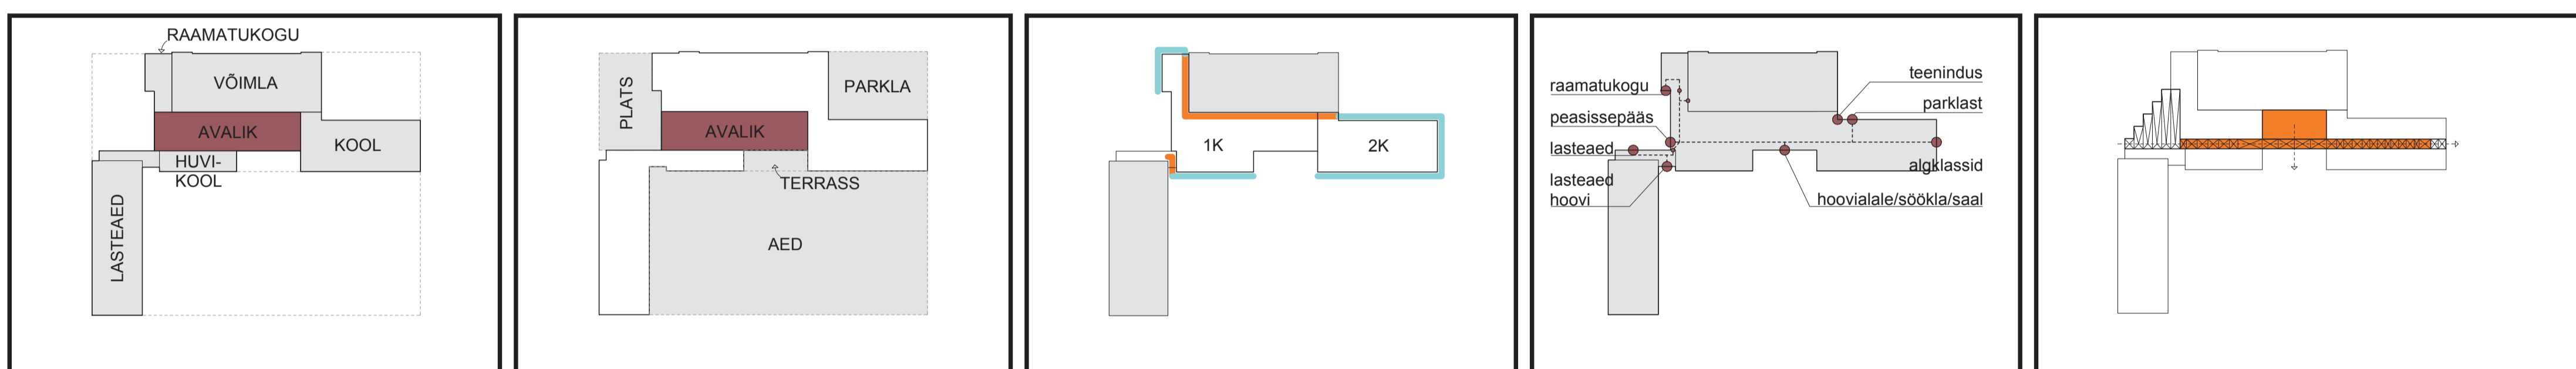 RAAMATUKOGU
VÕIMLA
AVALIK
KOOL
HUVI-
KOOL
LASTEAED
PLATS
PARKLA
AVALIK
TERRASS
AED
1K
2K
teenindus
raamatukogu
parklast
peasissepääs
lasteaed
algklassid
lasteaed
hoovi
hoovialale/söökla/saal